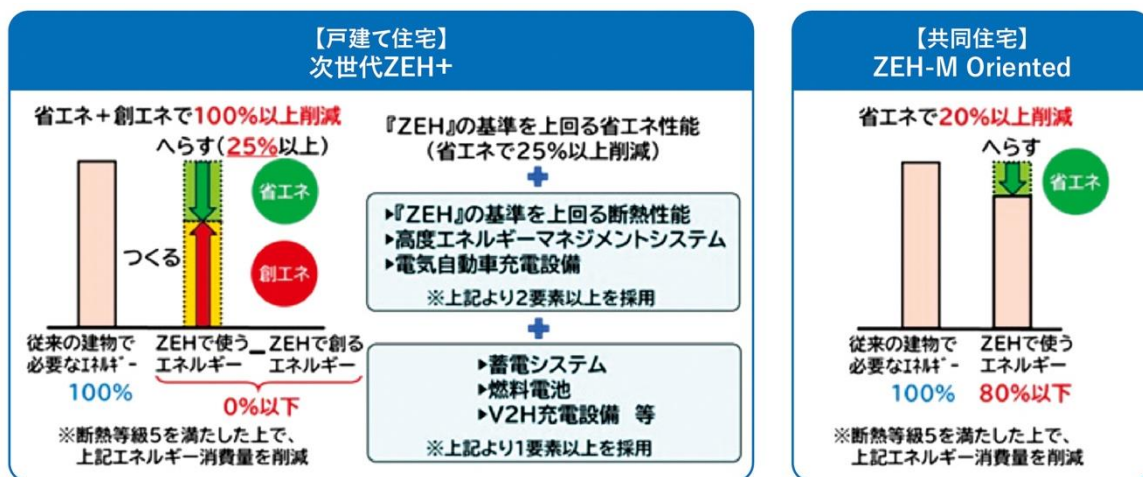 【戸建て住宅】
次世代ZEH+
省エネ+創エネで100%以上削減
へらす(25%以上)
省エネ
つくる
創エネ
従来の建物で
必要なエネルギー
100%
ZEHで使う
エネルギー
ー
ZEHで創る
エネルギー
0%以下
※断熱等級5を満たした上で、
上記エネルギー消費量を削減
『ZEH』の基準を上回る省エネ性能
(省エネで25%以上削減)
+
▶『ZEH』の基準を上回る断熱性能
▶高度エネルギーマネジメントシステム
▶電気自動車充電設備
※上記より2要素以上を採用
+
▶蓄電システム
▶燃料電池
▶V2H充電設備 等
※上記より1要素以上を採用
【共同住宅】
ZEH-M Oriented
省エネで20%以上削減
へらす
省エネ
従来の建物で
必要なエネルギー
100%
ZEHで使う
エネルギー
80%以下
※断熱等級5を満たした上で、
上記エネルギー消費量を削減